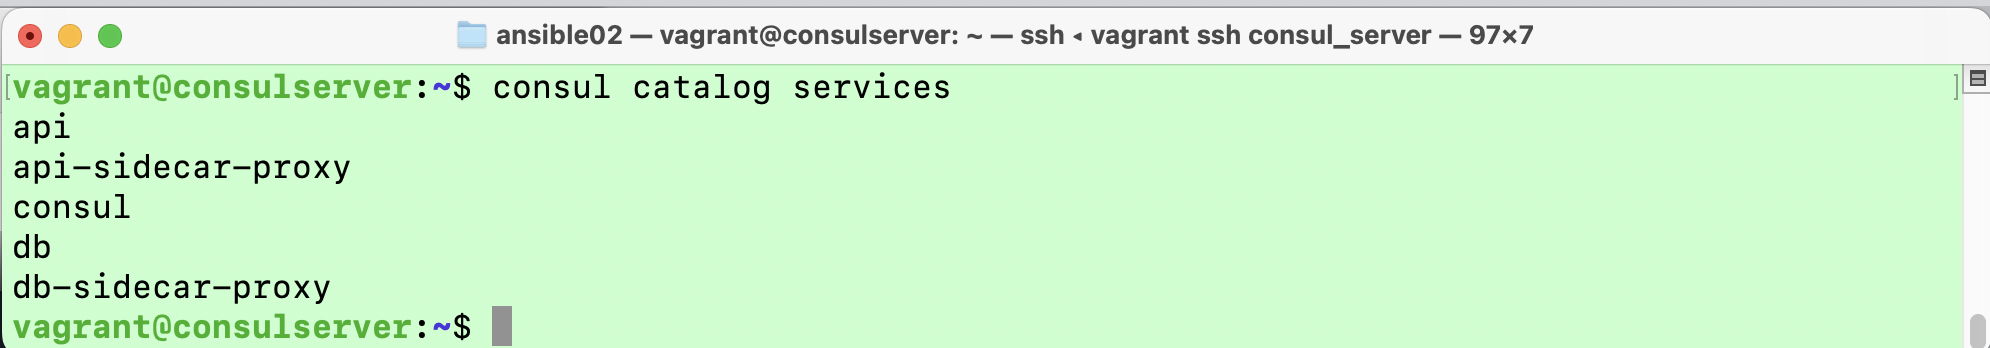 ansible02 — vagrant@consulserver: ~ — ssh ◂ vagrant ssh consul_server — 97×7
[vagrant@consulserver:~$ consul catalog services ]
api
api-sidecar-proxy
consul
db
db-sidecar-proxy
vagrant@consulserver:~$